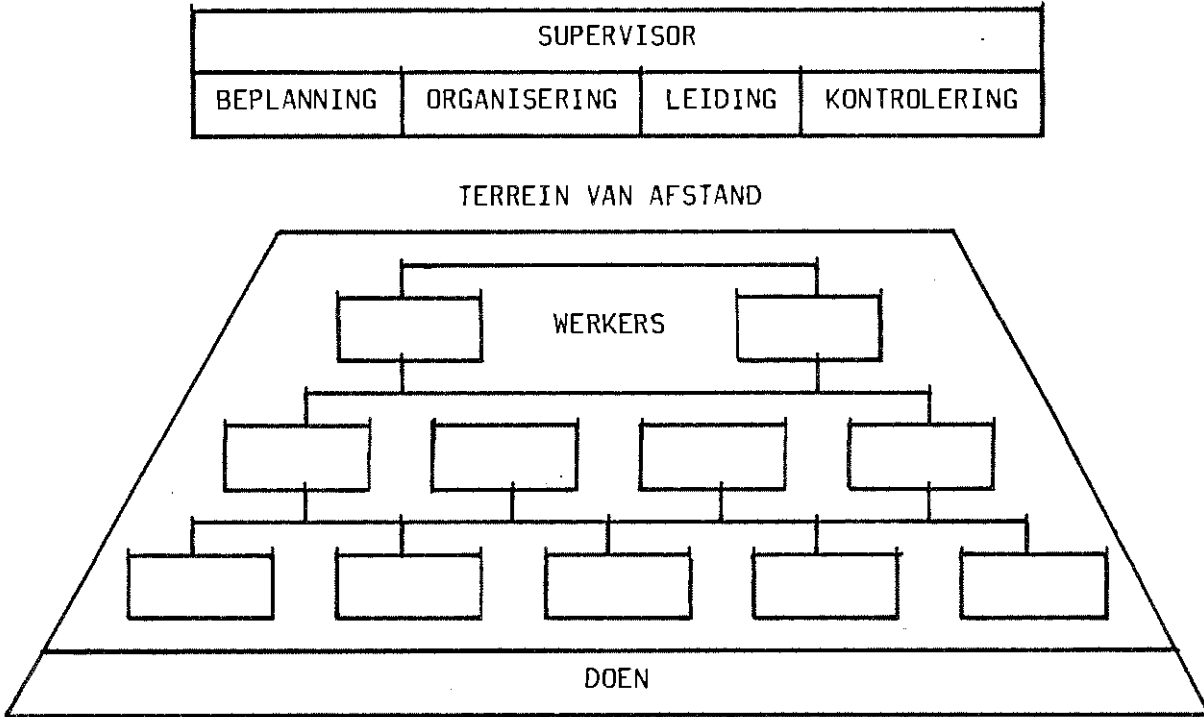 SUPERVISOR
BEPLANNING ORGANISERING LEIDING KONTROLERING
TERREIN VAN AFSTAND
WERKERS
DOEN